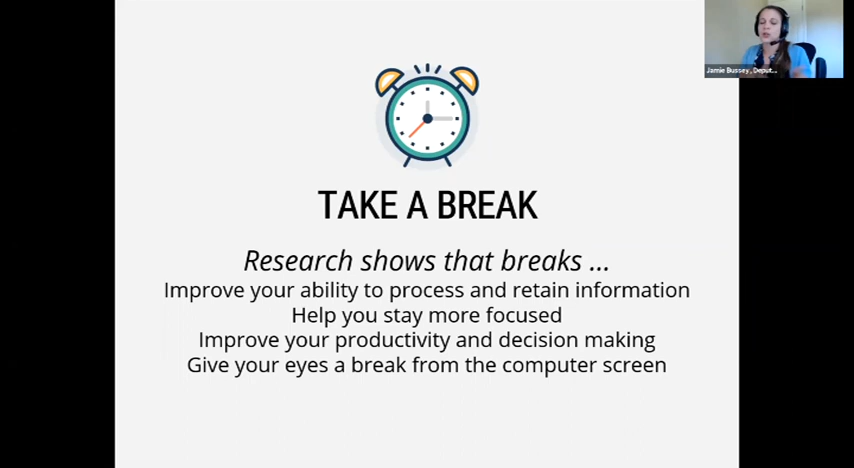 Jamie Bussey, Deput...
TAKE A BREAK
Research shows that breaks ...
Improve your ability to process and retain information
Help you stay more focused
Improve your productivity and decision making
Give your eyes a break from the computer screen